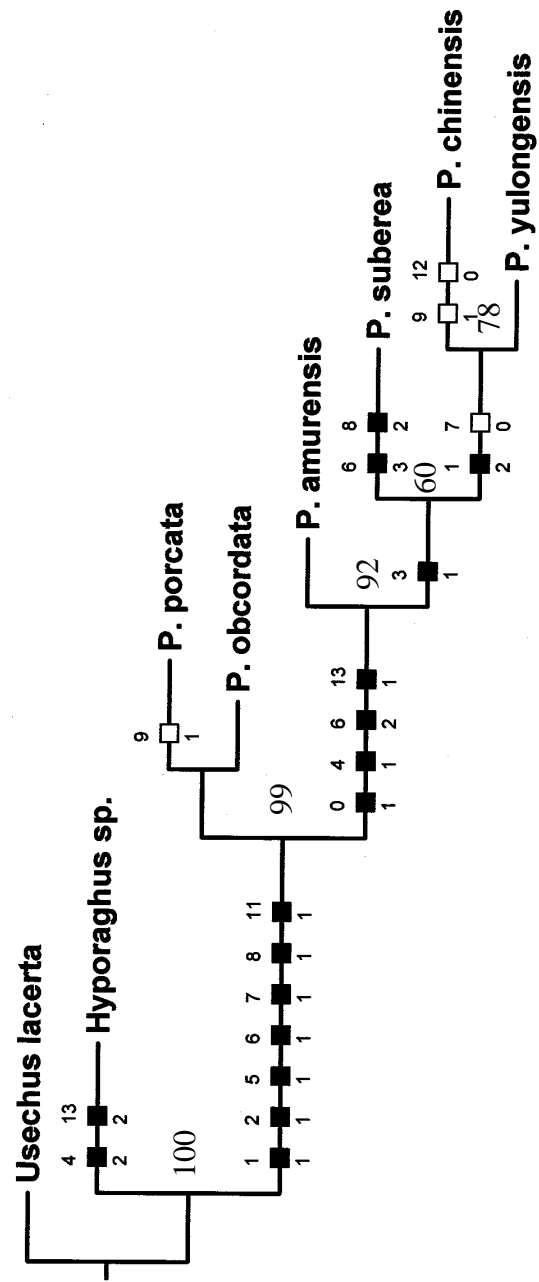 Usechus lacerta
Hyporaghus sp.
4 13
2 2
100
1 2 5 6 7 8 11
1 1 1 1 1 1 1
P. porcata
9
1
P. obcordata
99
P. amurensis
0 4 6 13
1 1 2 1
92
3
1
P. suberea
6 8
3 2
60
1 7
2 0
P. chinensis
9 12
1 0
78
P. yulongensis